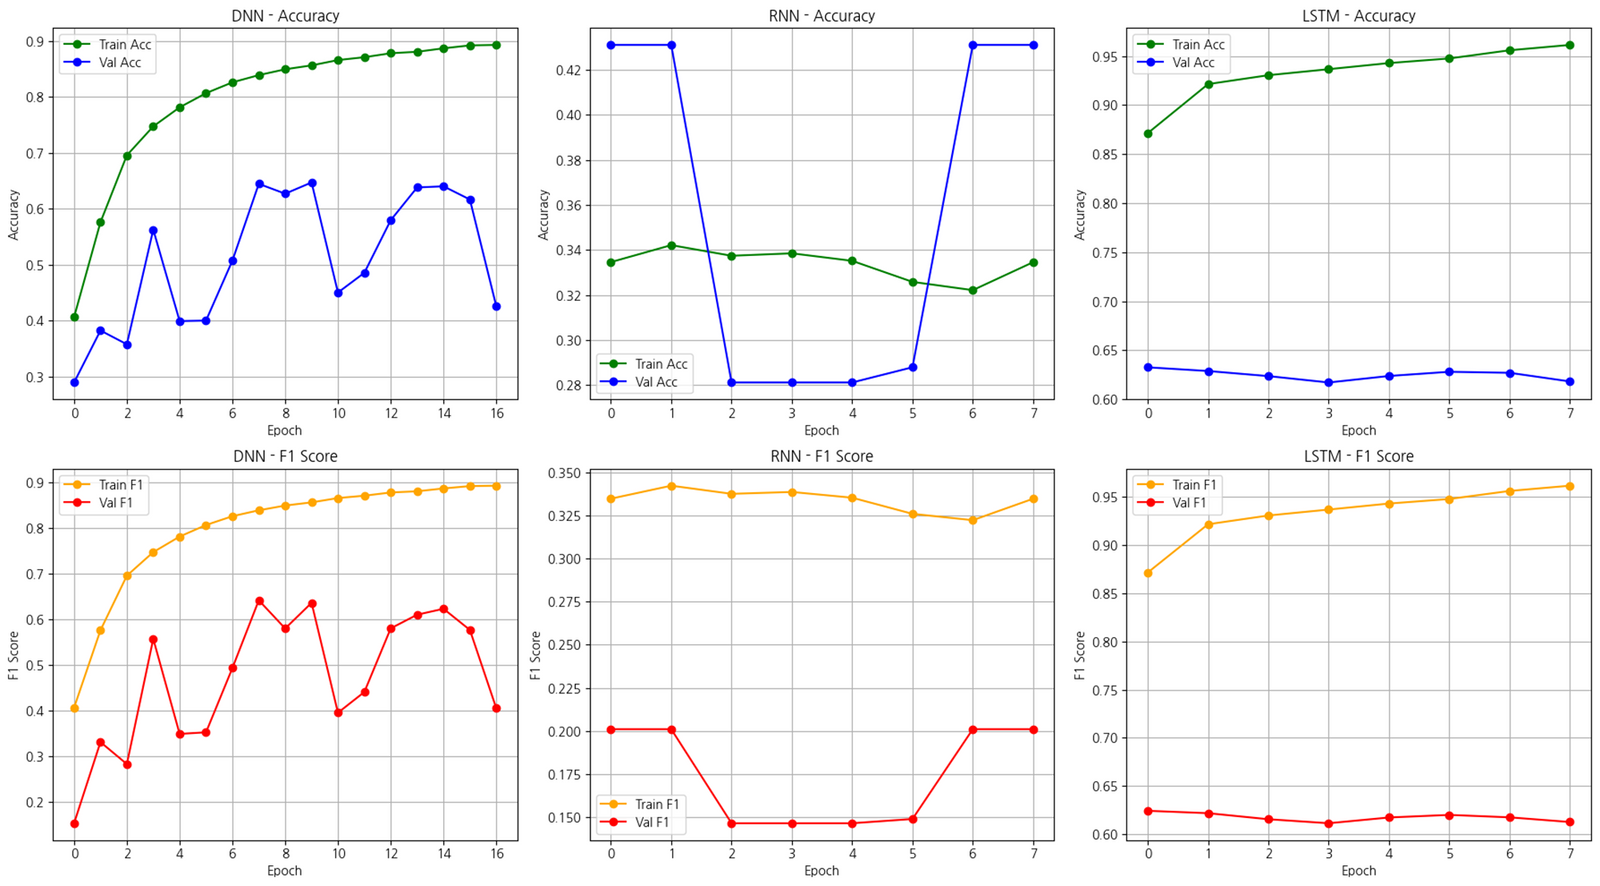 DNN - Accuracy
Train Acc
Val Acc
Accuracy
0.9
0.8
0.7
0.6
0.5
0.4
0.3
0 2 4 6 8 10 12 14 16
Epoch
RNN - Accuracy
Train Acc
Val Acc
Accuracy
0.42
0.40
0.38
0.36
0.34
0.32
0.30
0.28
0 1 2 3 4 5 6 7
Epoch
LSTM - Accuracy
Train Acc
Val Acc
Accuracy
0.95
0.90
0.85
0.80
0.75
0.70
0.65
0.60
0 1 2 3 4 5 6 7
Epoch
DNN - F1 Score
Train F1
Val F1
F1 Score
0.9
0.8
0.7
0.6
0.5
0.4
0.3
0.2
0 2 4 6 8 10 12 14 16
Epoch
RNN - F1 Score
Train F1
Val F1
F1 Score
0.350
0.325
0.300
0.275
0.250
0.225
0.200
0.175
0.150
0 1 2 3 4 5 6 7
Epoch
LSTM - F1 Score
Train F1
Val F1
F1 Score
0.95
0.90
0.85
0.80
0.75
0.70
0.65
0.60
0 1 2 3 4 5 6 7
Epoch